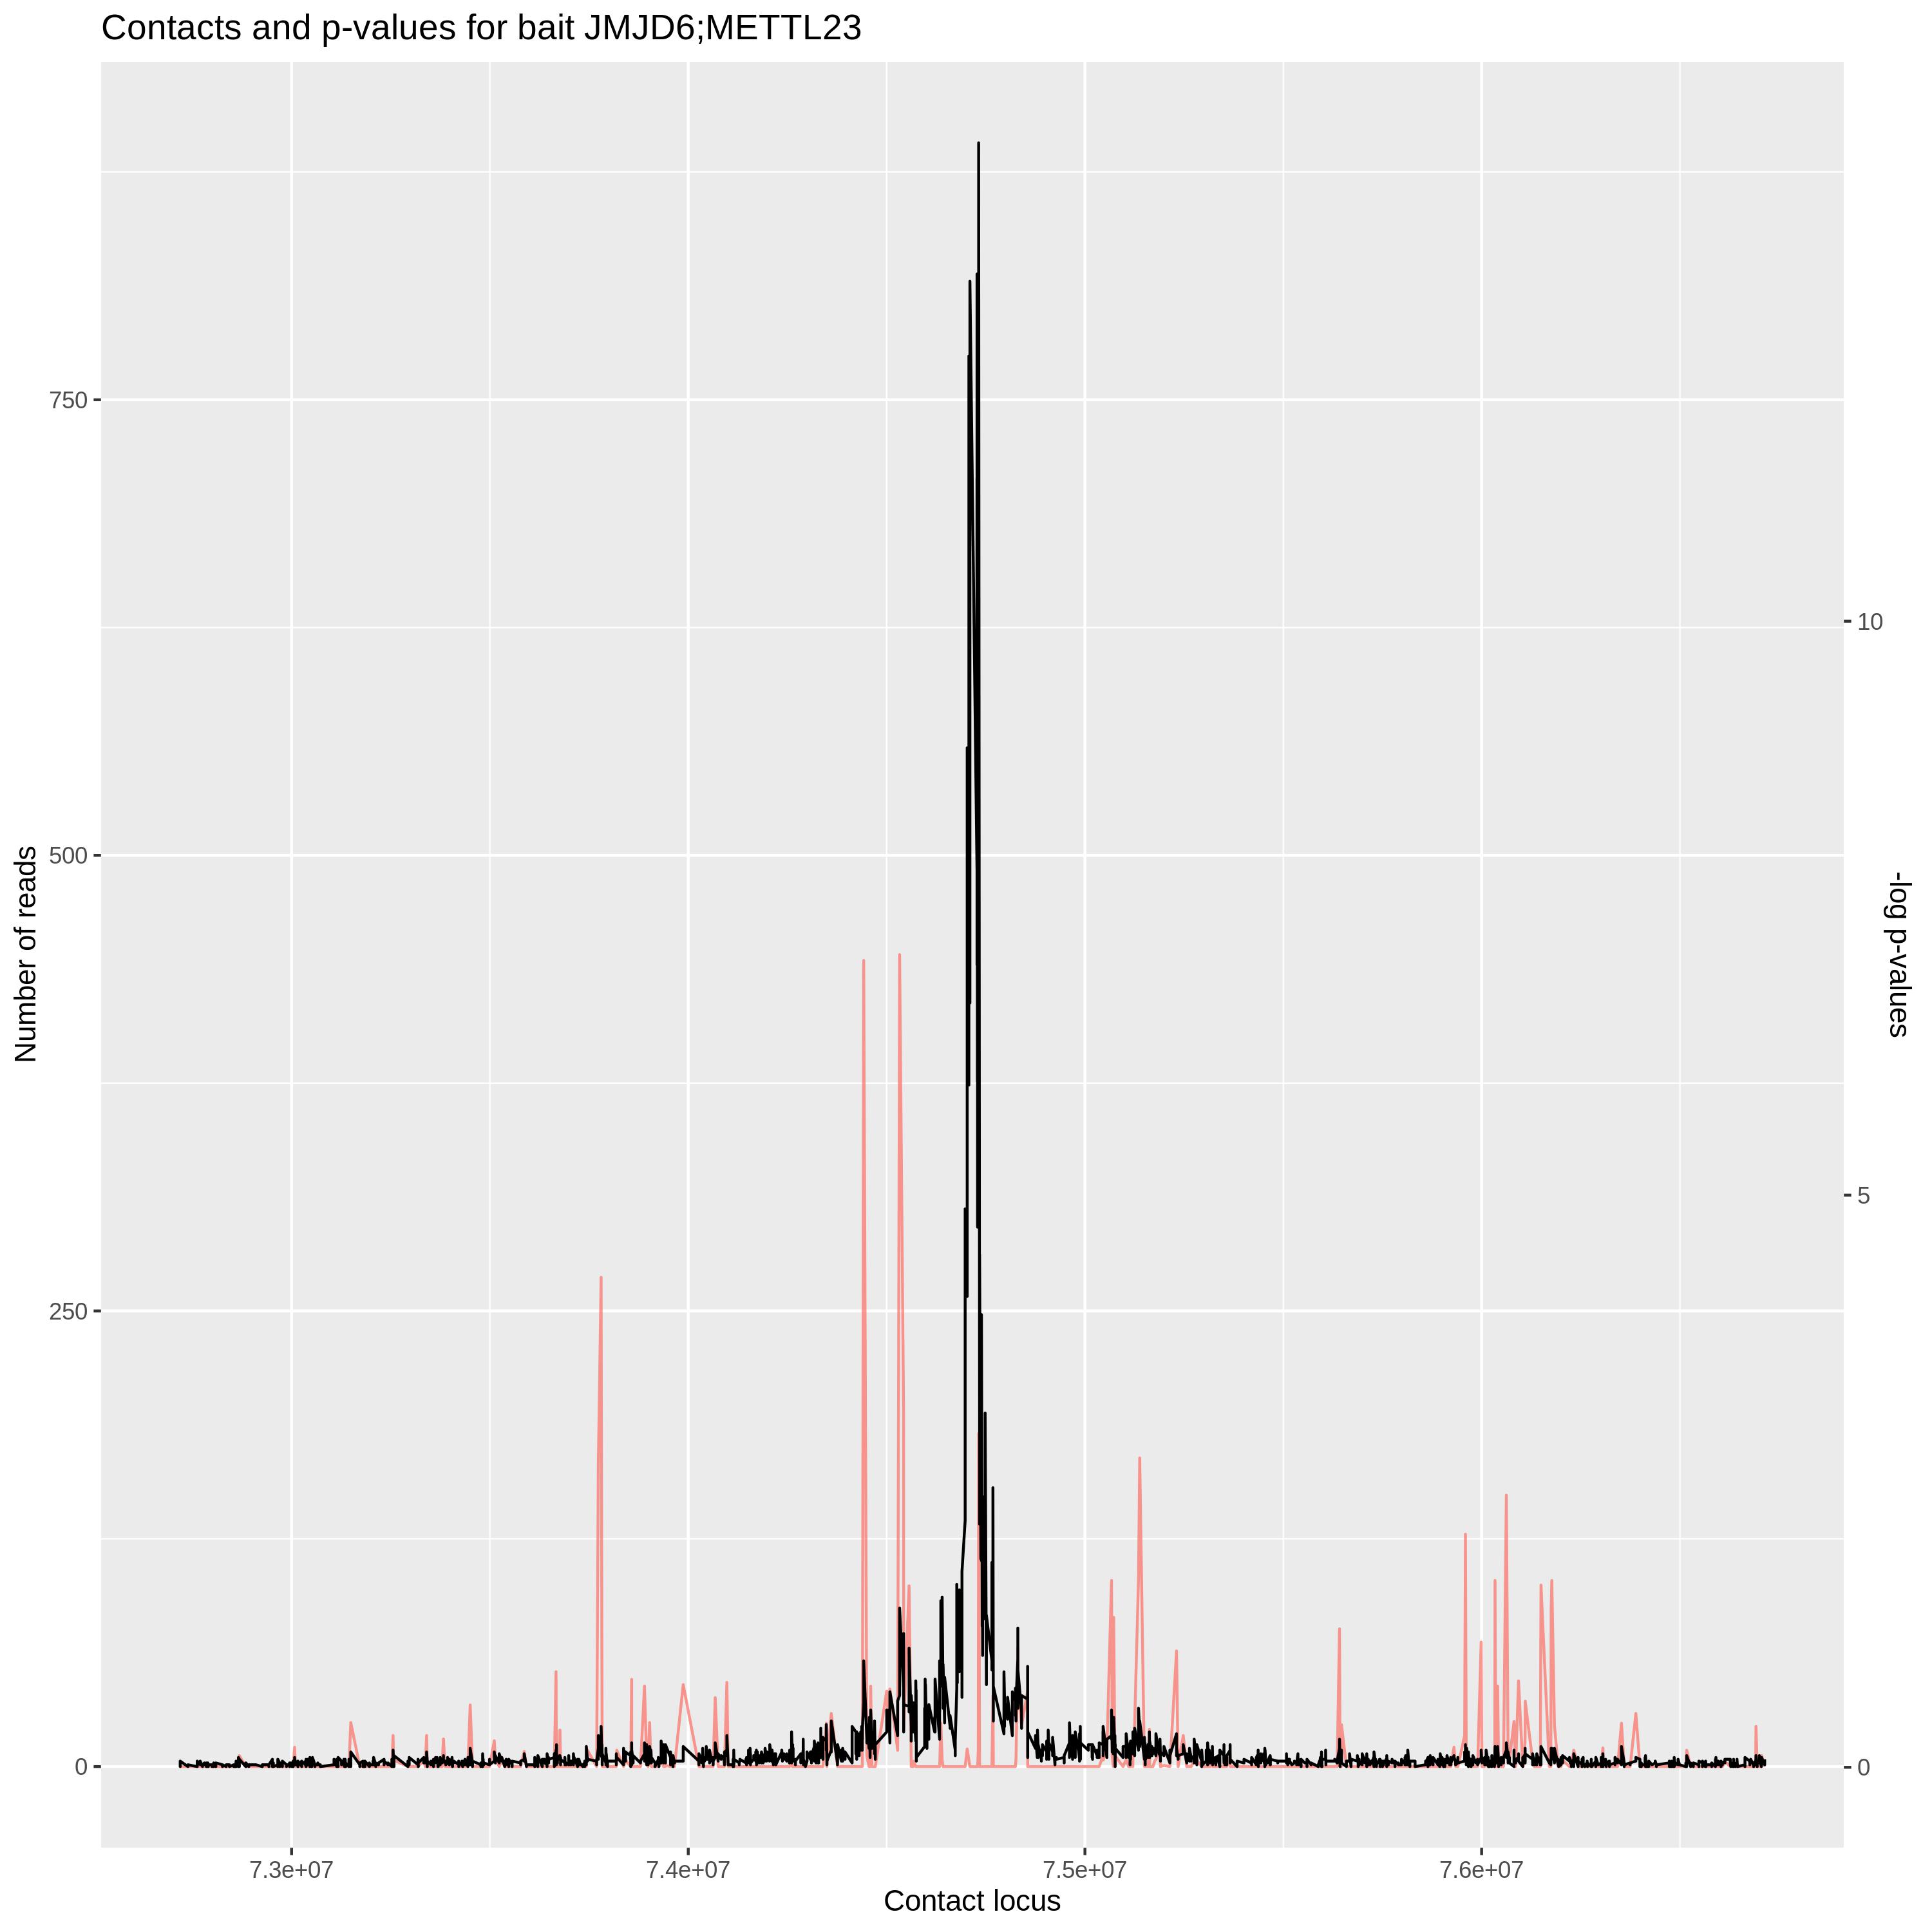 Contacts and p-values for bait JMJD6;METTL23
750
500
250
0
Number of reads
10
5
0
-log p-values
7.3e+07
7.4e+07
7.5e+07
7.6e+07
Contact locus